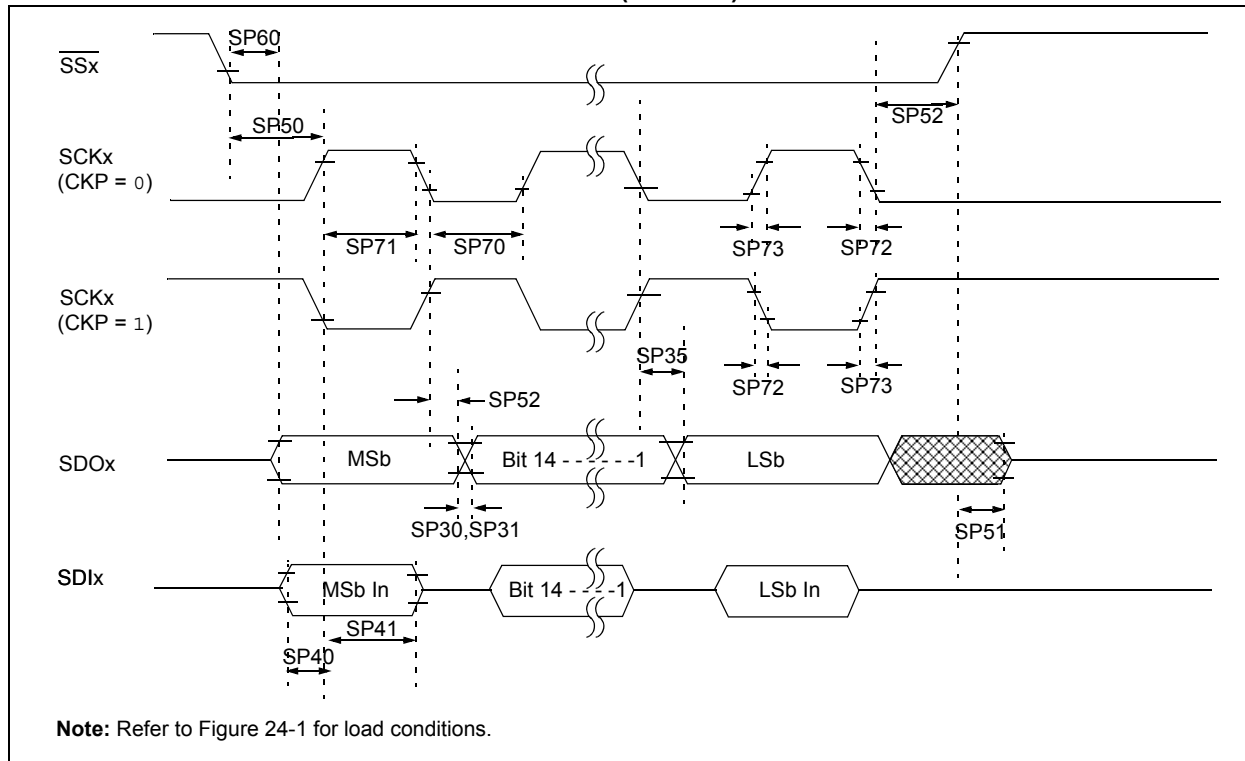 SP60
SSx
SP50
SP52
SCKx
(CKP = 0)
SP71
SP70
SP73
SP72
SCKx
(CKP = 1)
SP35
SP72
SP73
SP52
SDOx
MSb
Bit 14 - - - - - -1
LSb
SP30,SP31
SP51
SDIx
MSb In
Bit 14 - - - -1
LSb In
SP41
SP40
Note: Refer to Figure 24-1 for load conditions.